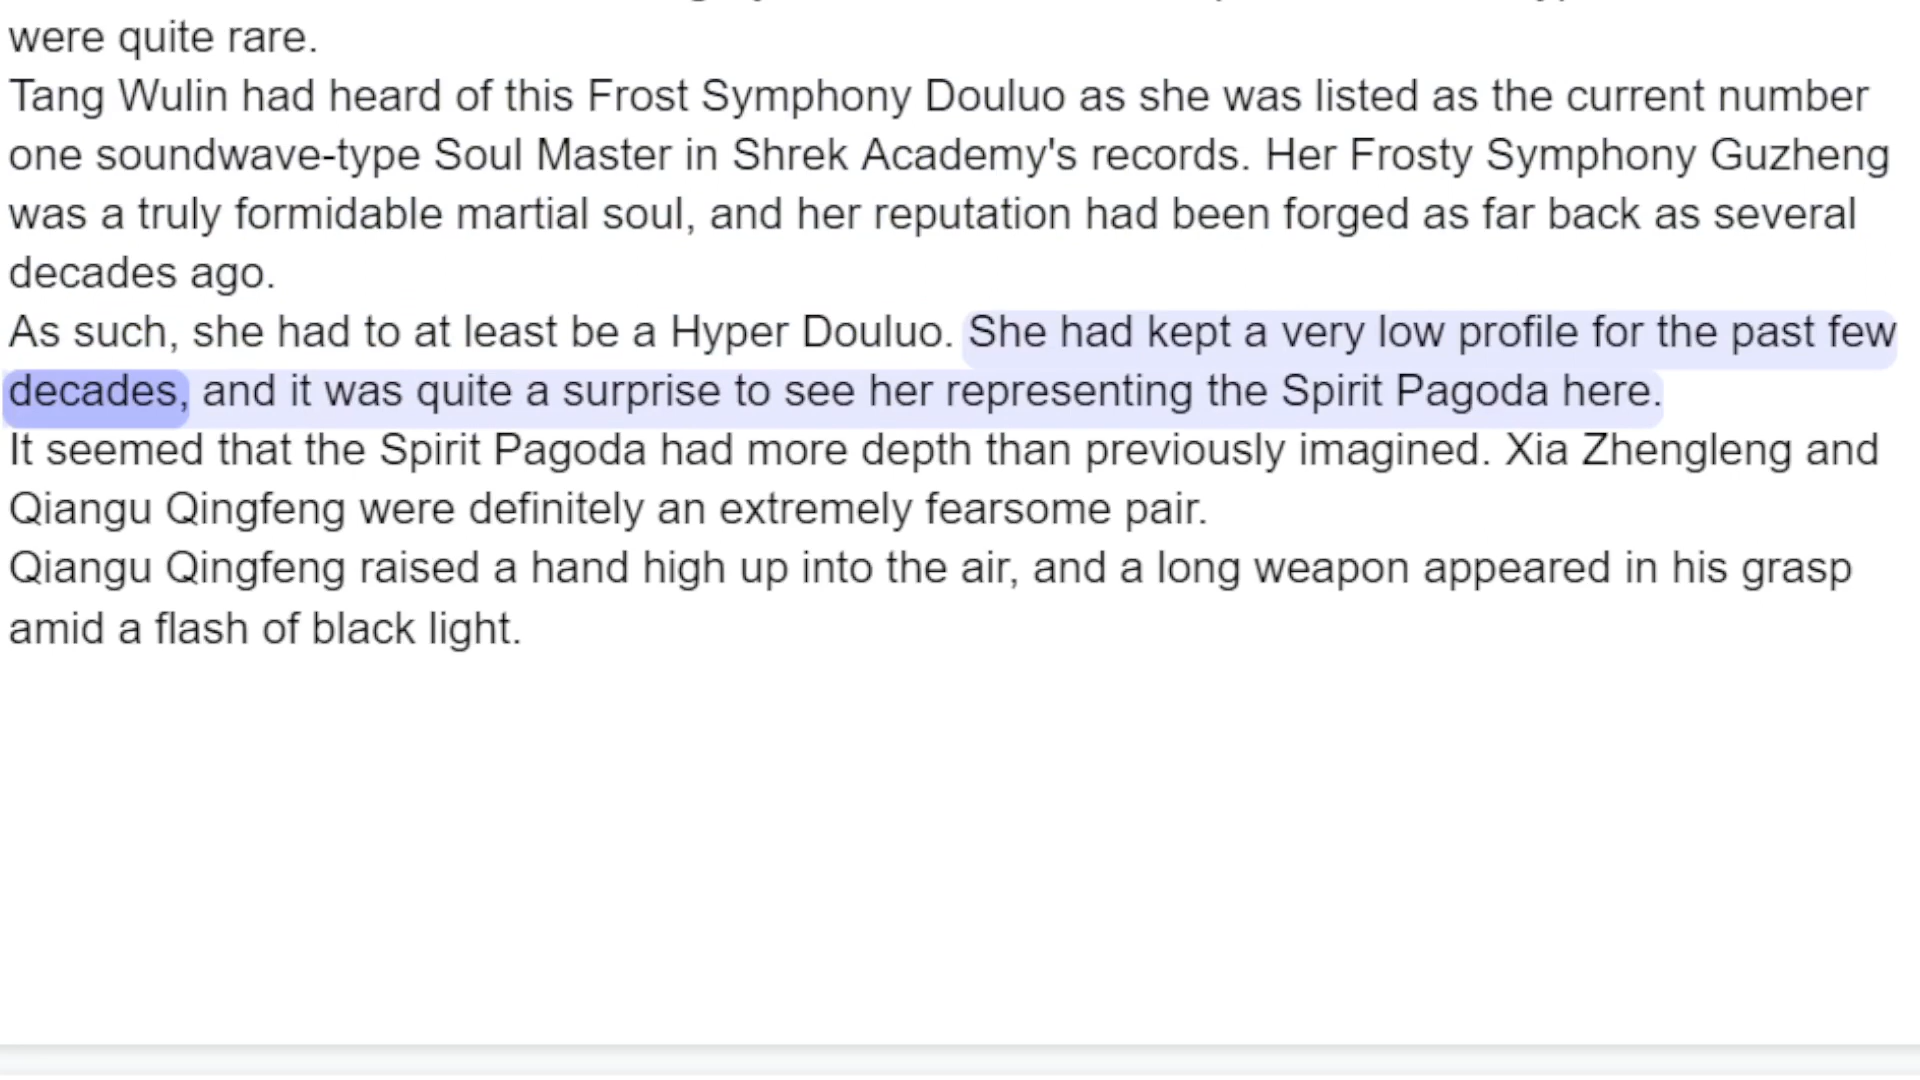 were quite rare.
Tang Wulin had heard of this Frost Symphony Douluo as she was listed as the current number
one soundwave-type Soul Master in Shrek Academy's records. Her Frosty Symphony Guzheng
was a truly formidable martial soul, and her reputation had been forged as far back as several
decades ago.
As such, she had to at least be a Hyper Douluo. She had kept a very low profile for the past few
decades, and it was quite a surprise to see her representing the Spirit Pagoda here.
It seemed that the Spirit Pagoda had more depth than previously imagined. Xia Zhengleng and
Qiangu Qingfeng were definitely an extremely fearsome pair.
Qiangu Qingfeng raised a hand high up into the air, and a long weapon appeared in his grasp
amid a flash of black light.